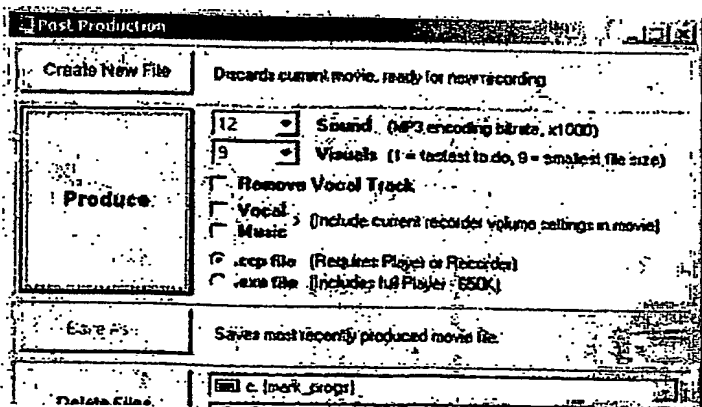 Post Production
Create New File
Discards current movie, ready for new recording
12
Sound (MP3 encoding bitrate, x1000)
9
Visuals (1 = fastest to do, 9 = smallest file size)
Produce
Remove Vocal Track
Vocal
Music
(Include current recorder volume settings in movie)
.ccp file (Requires Player or Recorder)
.exe file (Includes full Player - 650K)
Save As
Saves most recently produced movie file.
Delete Files
c: [mark_progs]